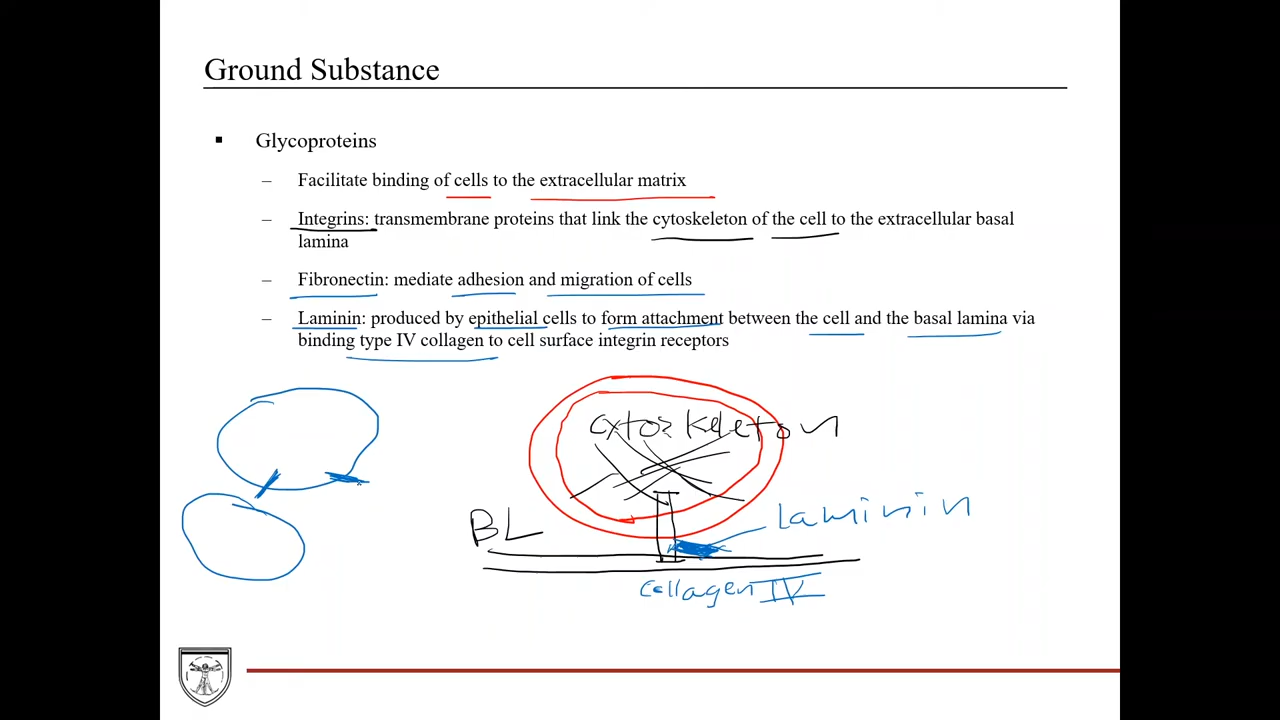 Ground Substance
▪ Glycoproteins
– Facilitate binding of cells to the extracellular matrix
– Integrins: transmembrane proteins that link the cytoskeleton of the cell to the extracellular basal
lamina
– Fibronectin: mediate adhesion and migration of cells
– Laminin: produced by epithelial cells to form attachment between the cell and the basal lamina via
binding type IV collagen to cell surface integrin receptors
cytoskeleton
BL
Laminin
Collagen IV